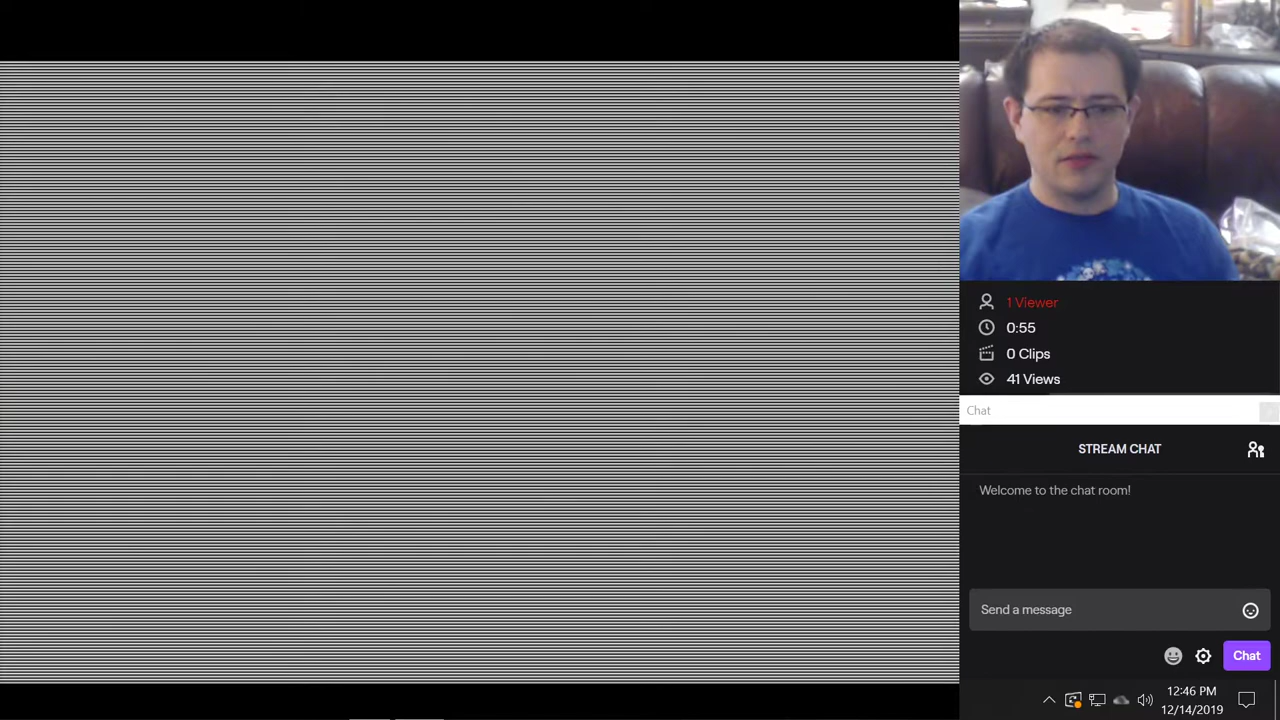 1 Viewer
0:55
0 Clips
41 Views
Chat
STREAM CHAT
Welcome to the chat room!
Send a message
Chat
12:46 PM
12/14/2019